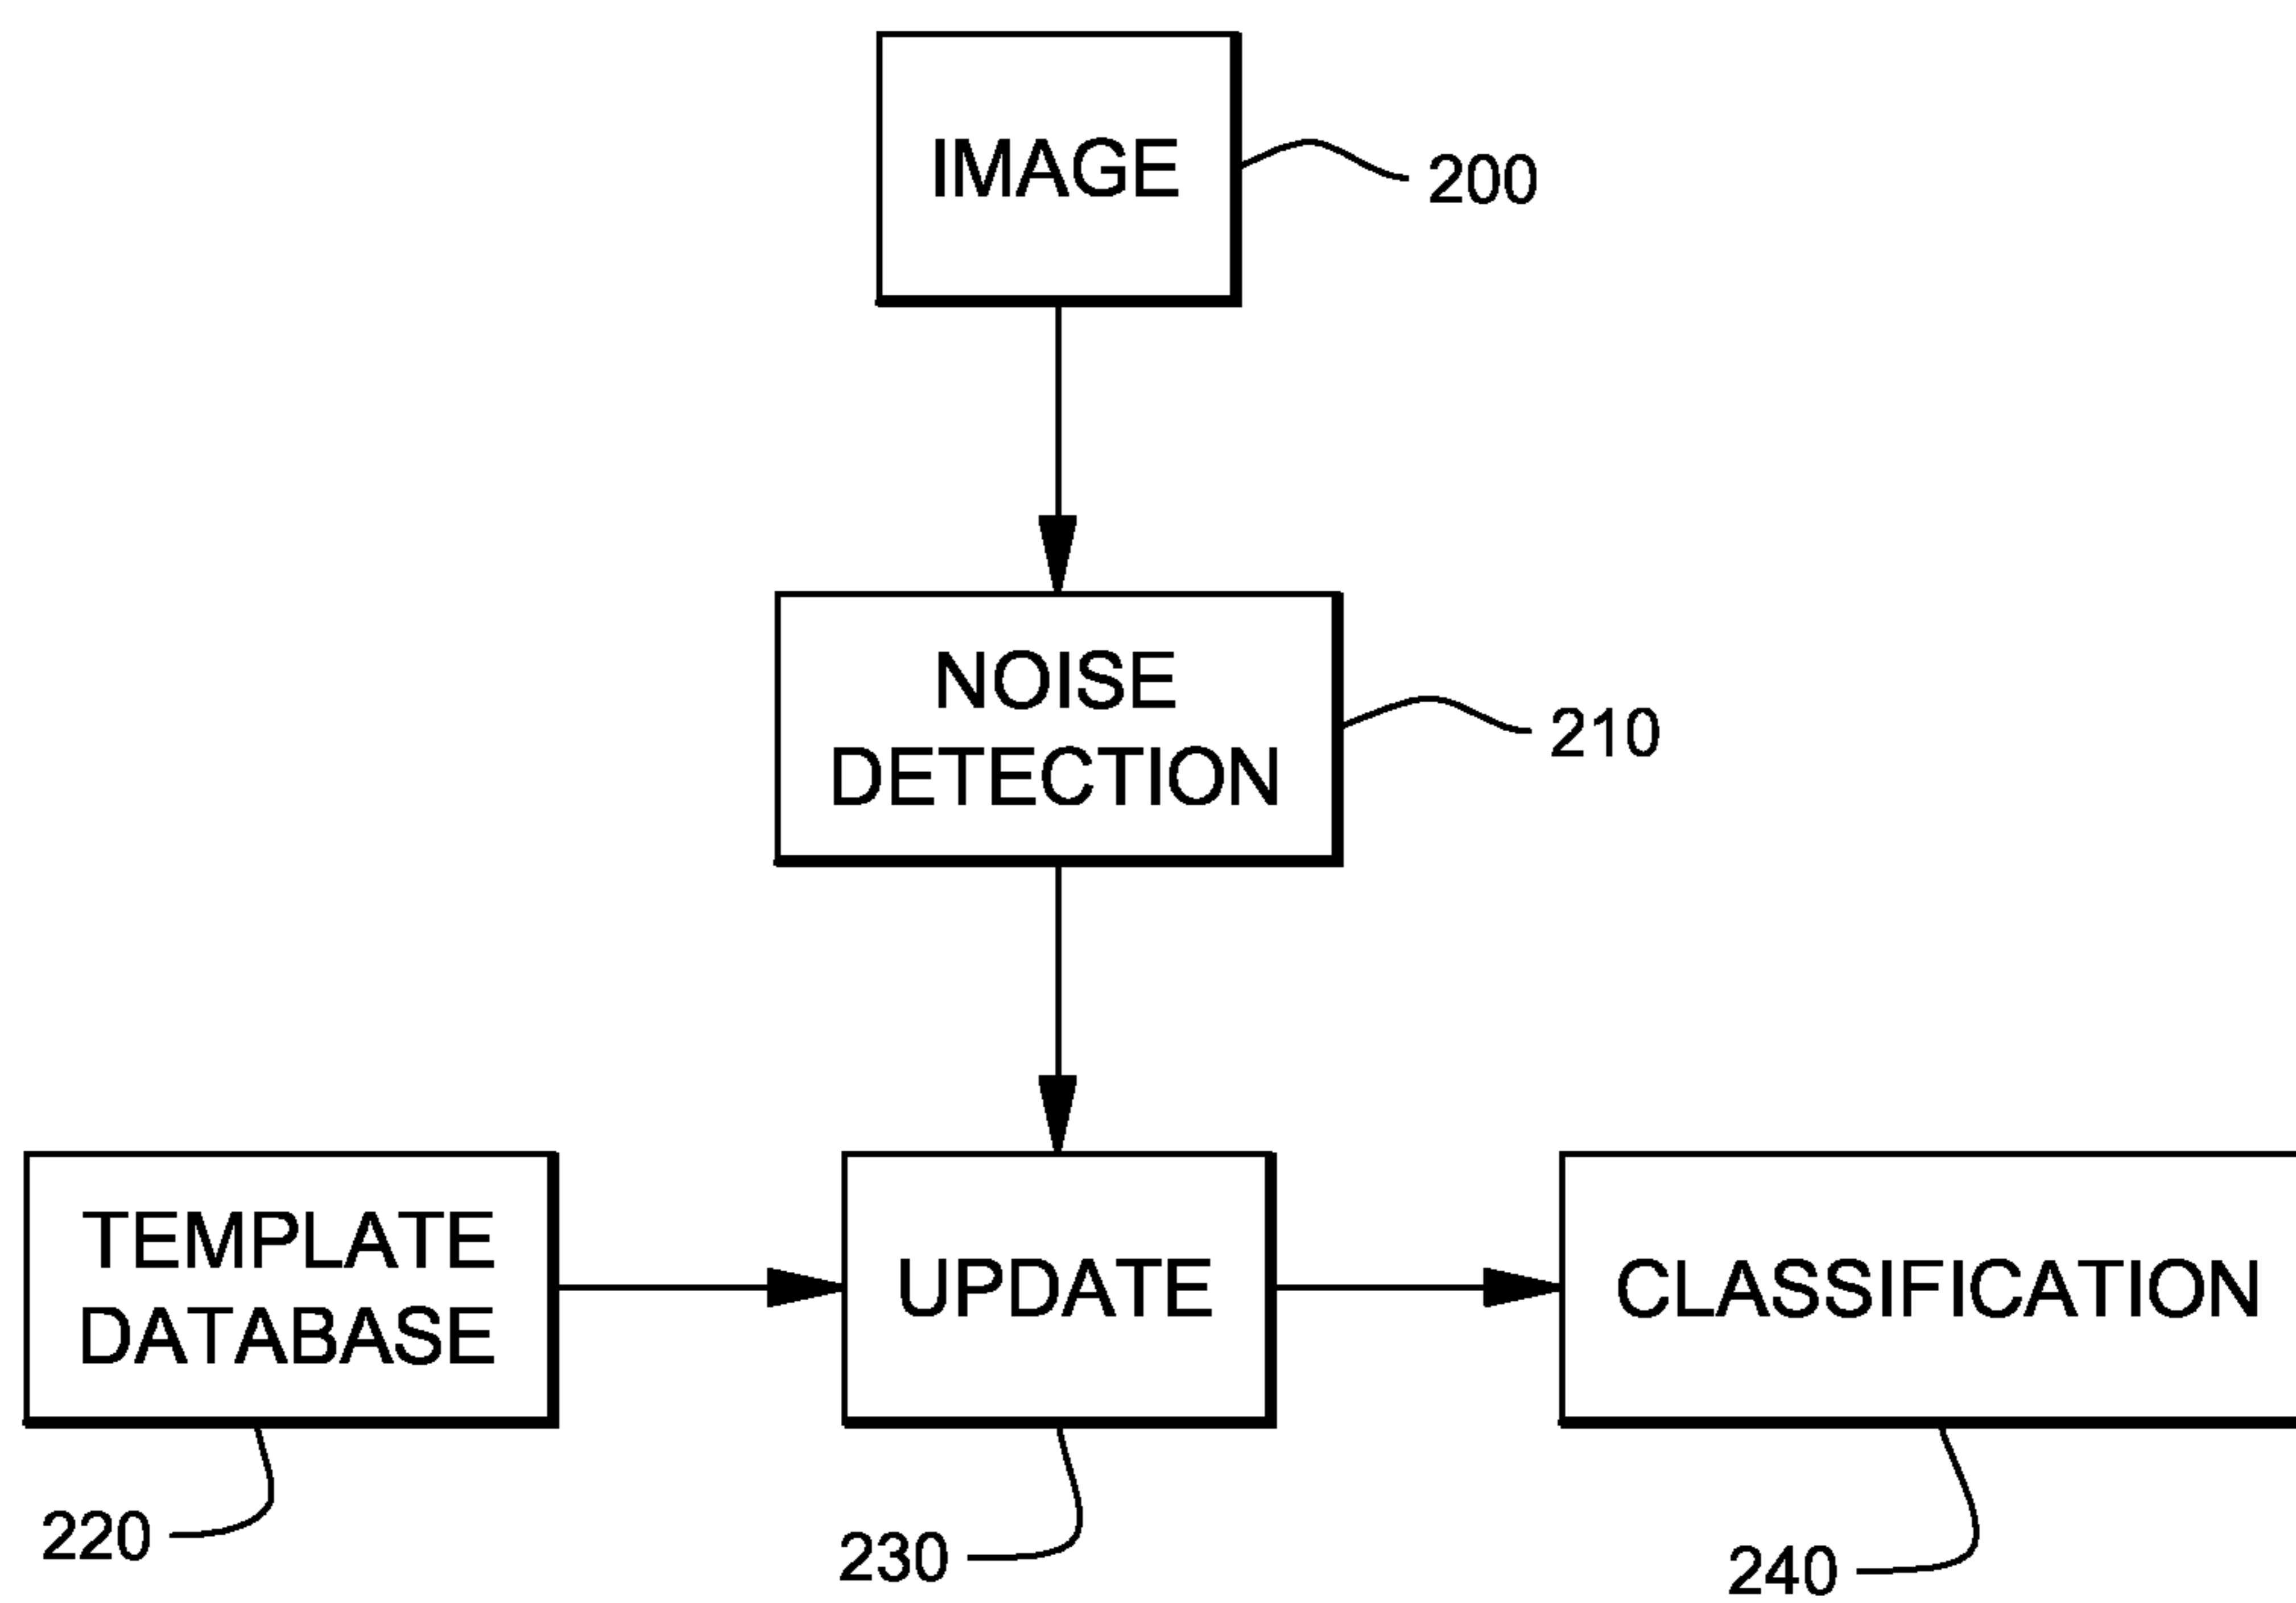 IMAGE
200
NOISE
DETECTION
210
TEMPLATE
DATABASE
UPDATE
CLASSIFICATION
220
230
240